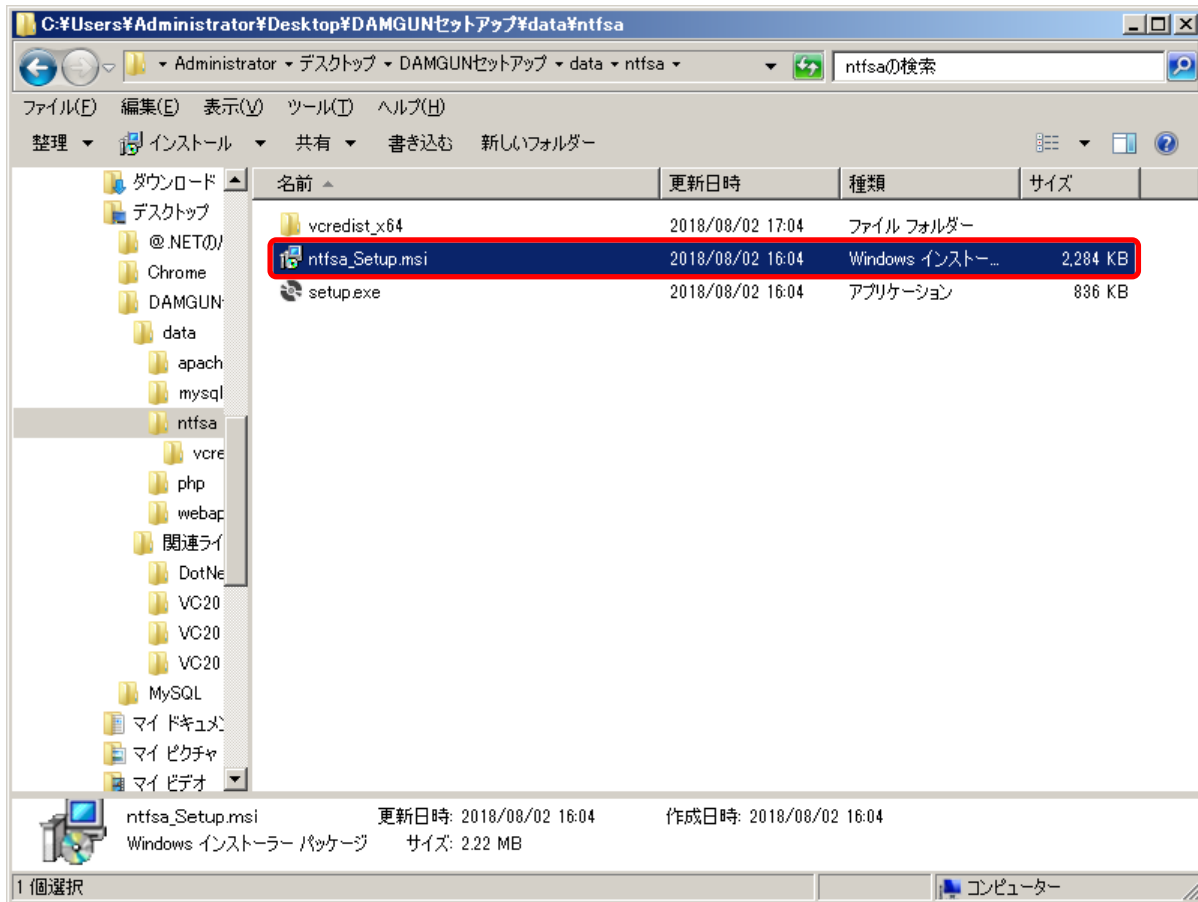 C:¥Users¥Administrator¥Desktop¥DAMGUNセットアップ¥data¥ntfsa
Administrator ▾ デスクトップ ▾ DAMGUNセットアップ ▾ data ▾ ntfsa ▾
ntfsaの検索
ファイル(F) 編集(E) 表示(V) ツール(T) ヘルプ(H)
整理 ▼ インストール ▼ 共有 ▼ 書き込む 新しいフォルダー
ダウンロード
デスクトップ
@.NETの
Chrome
DAMGUN
data
apach
mysql
ntfsa
vcre
php
webap
関連ライ
DotNe
VC20
VC20
VC20
MySQL
マイ ドキュメン
マイ ピクチャ
マイ ビデオ
名前 更新日時 種類 サイズ
vcredist_x64 2018/08/02 17:04 ファイル フォルダー
ntfsa_Setup.msi 2018/08/02 16:04 Windows インストー... 2,284 KB
setup.exe 2018/08/02 16:04 アプリケーション 836 KB
ntfsa_Setup.msi 更新日時: 2018/08/02 16:04 作成日時: 2018/08/02 16:04
Windows インストーラー パッケージ サイズ: 2.22 MB
1 個選択 コンピューター